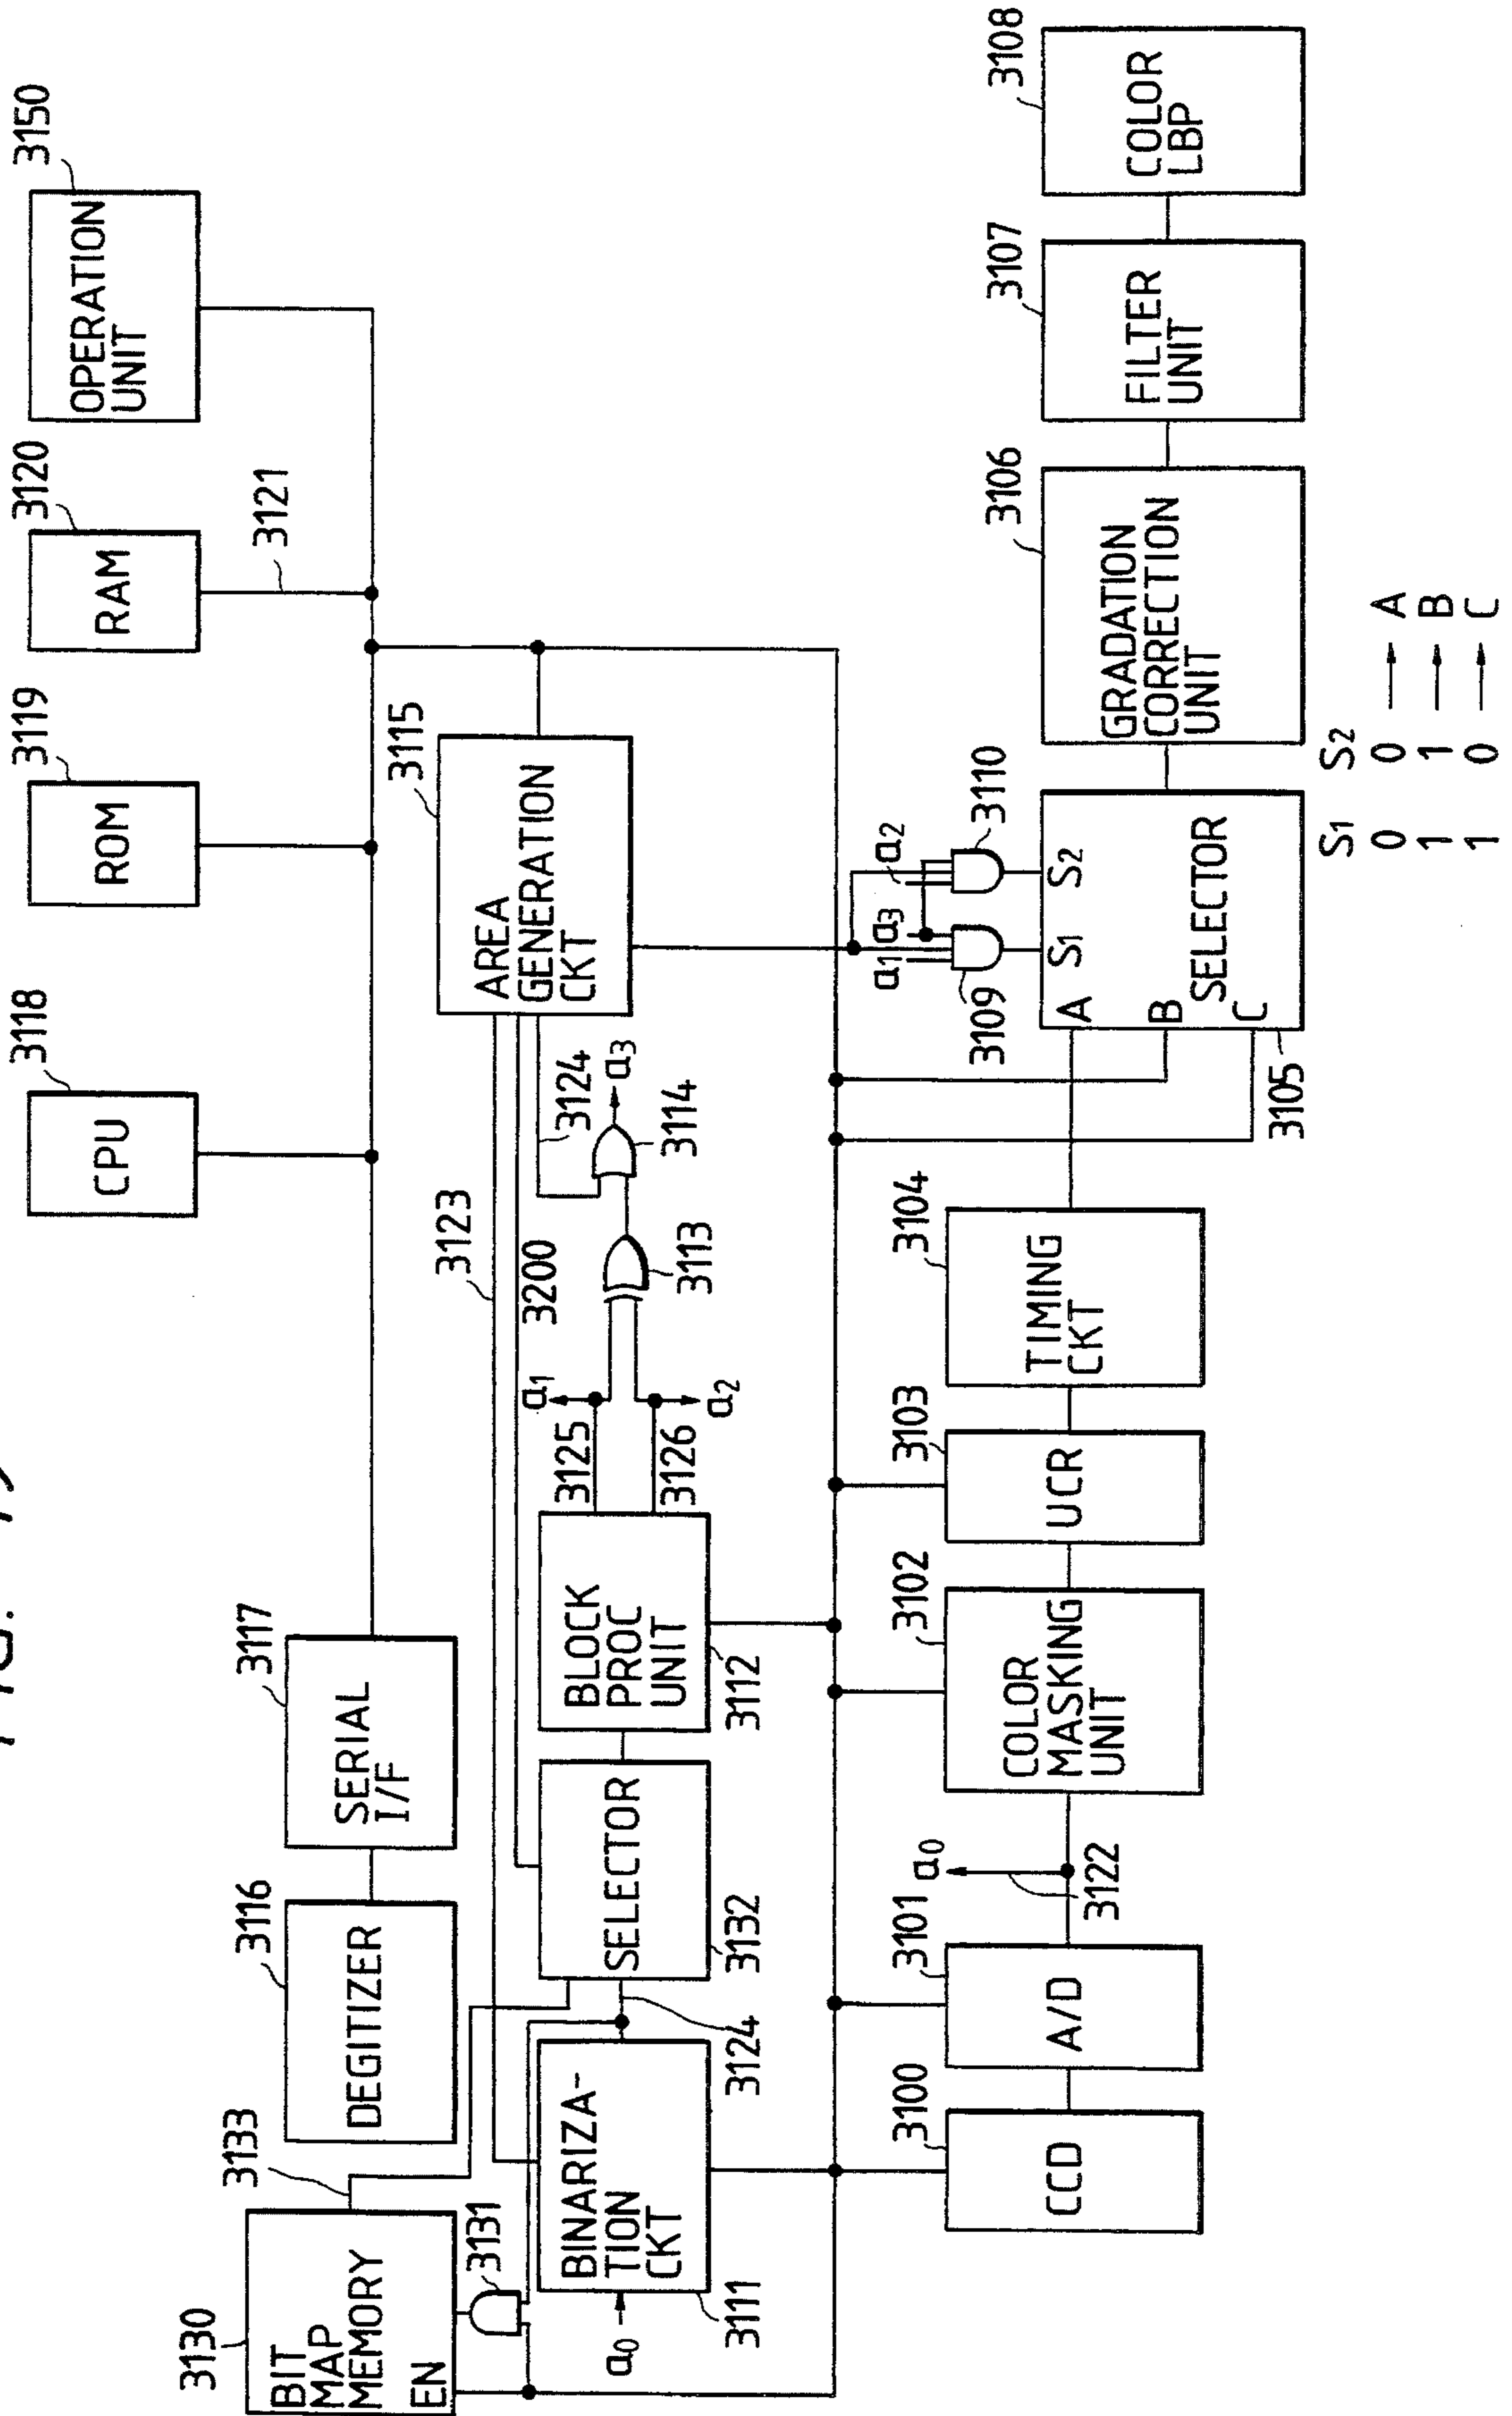 3118
CPU
3119
ROM
3120
RAM
3121
3150
OPERATION
UNIT
3117
SERIAL
I/F
3116
DEGITIZER
3133
3130
BIT
MAP
MEMORY
EN
3131
3123
3200
3115
AREA
GENERATION
CKT
3124
a3
3114
3113
a1
3125
3126
a2
BLOCK
PROC
UNIT
3112
SELECTOR
3132
3124
BINARIZA-
TION
CKT
3111
a0
3100
CCD
3101
A/D
a0
3122
3102
COLOR
MASKING
UNIT
3103
UCR
3104
TIMING
CKT
a1
a3
a2
3109
3110
S1
S2
A
B
C
SELECTOR
3105
3106
GRADATION
CORRECTION
UNIT
3107
FILTER
UNIT
3108
COLOR
LBP
S1 S2
0 0 → A
1 1 → B
1 0 → C